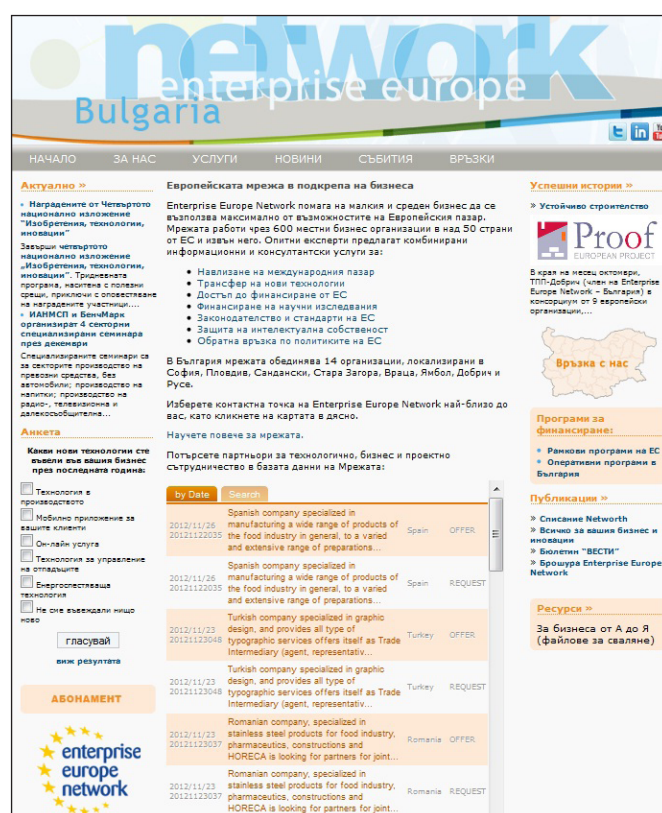 network
enterprise europe
Bulgaria
НАЧАЛО ЗА НАС УСЛУГИ НОВИНИ СЪБИТИЯ ВРЪЗКИ
Актуално »
Наградените от Четвъртото
национално изложение
"Изобретения, технологии,
иновации"
Завърши четвъртото
национално изложение
„Изобретения, технологии,
иновации". Тридневната
програма, наситена с полезни
срещи, приключи с оповестяване
на наградените участници....
ИАНМСП и БенчМарк
организират 4 секторни
специализирани семинара
през декември
Специализираните семинари са
за секторите производство на
превозни средства, без
автомобили; производство на
напитки; производство на
радио-, телевизионна и
далекосъобщителна...
Анкета
Какви нови технологии сте
въвели във вашия бизнес
през последната година:
Технология в
производството
Мобилно приложение за
вашите клиенти
Он-лайн услуга
Технология за управление
на отпадъците
Енергоспестяваща
технология
Не сме въвеждали нищо
ново
гласувай
виж резултата
АБОНАМЕНТ
enterprise
europe
network
Европейската мрежа в подкрепа на бизнеса
Enterprise Europe Network помага на малкия и среден бизнес да се
възползва максимално от възможностите на Европейския пазар.
Мрежата работи чрез 600 местни бизнес организации в над 50 страни
от ЕС и извън него. Опитни експерти предлагат комбинирани
информационни и консултантски услуги за:
Навлизане на международния пазар
Трансфер на нови технологии
Достъп до финансиране от ЕС
Финансиране на научни изследвания
Законодателство и стандарти на ЕС
Защита на интелектуална собственост
Обратна връзка по политиките на ЕС
В България мрежата обединява 14 организации, локализирани в
София, Пловдив, Сандански, Стара Загора, Враца, Ямбол, Добрич и
Русе.
Изберете контактна точка на Enterprise Europe Network най-близо до
вас, като кликнете на картата в дясно.
Научете повече за мрежата.
Потърсете партньори за технологично, бизнес и проектно
сътрудничество в базата данни на Мрежата:
by Date Search
2012/11/26
20121122035
Spanish company specialized in
manufacturing a wide range of products of
the food industry in general, to a varied
and extensive range of preparations...
Spain OFFER
2012/11/26
20121122035
Spanish company specialized in
manufacturing a wide range of products of
the food industry in general, to a varied
and extensive range of preparations...
Spain REQUEST
2012/11/23
20121123048
Turkish company specialized in graphic
design, and provides all type of
typographic services offers itself as Trade
Intermediary (agent, representativ...
Turkey OFFER
2012/11/23
20121123048
Turkish company specialized in graphic
design, and provides all type of
typographic services offers itself as Trade
Intermediary (agent, representativ...
Turkey REQUEST
2012/11/23
20121123037
Romanian company, specialized in
stainless steel products for food industry,
pharmaceutics, constructions and
HORECA is looking for partners for joint...
Romania OFFER
2012/11/23
20121123037
Romanian company, specialized in
stainless steel products for food industry,
pharmaceutics, constructions and
HORECA is looking for partners for joint...
Romania REQUEST
Успешни истории »
» Устойчиво строителство
Proof
EUROPEAN PROJECT
В края на месец октомври,
ТПП-Добрич (член на Enterprise
Europe Network – България) в
консорциум от 9 европейски
организации,...
Връзка с нас
Програми за
финансиране:
Рамкови програми на ЕС
Оперативни програми в
България
Публикации »
» Списание Networth
» Всичко за вашия бизнес и
иновации
» Бюлетин "ВЕСТИ"
» Брошура Enterprise Europe
Network
Ресурси »
За бизнеса от А до Я
(файлове за сваляне)